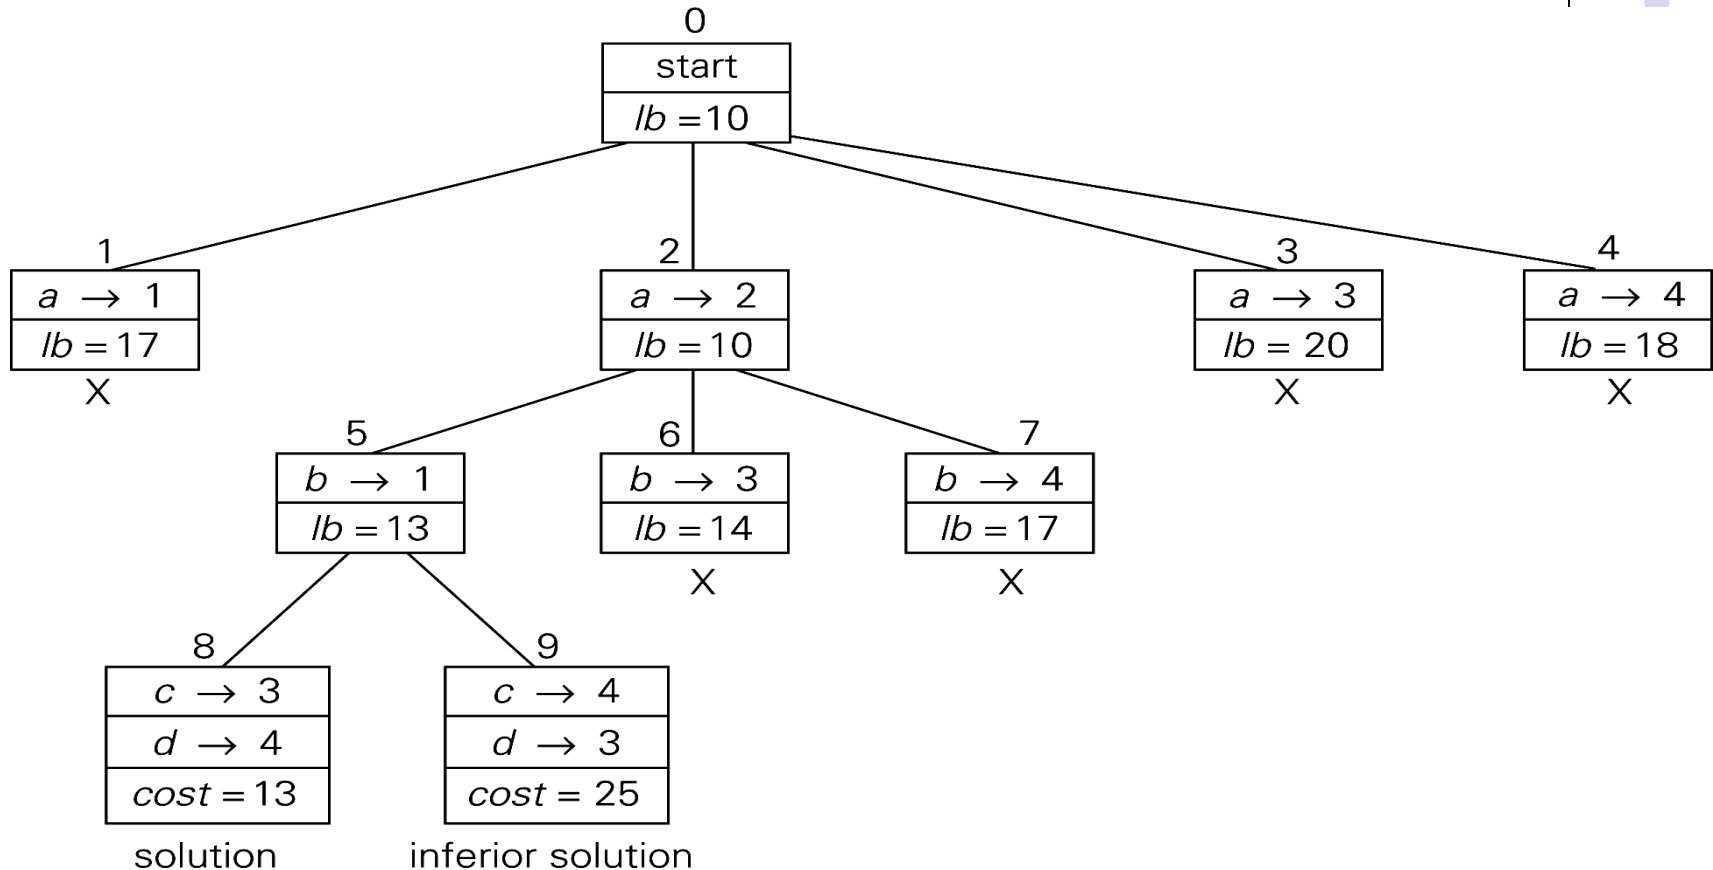 0
start
lb = 10
1
2
3
4
a → 1
lb = 17
X
a → 2
lb = 10
a → 3
lb = 20
X
a → 4
lb = 18
X
5
6
7
b → 1
lb = 13
b → 3
lb = 14
X
b → 4
lb = 17
X
8
9
c → 3
d → 4
cost = 13
solution
c → 4
d → 3
cost = 25
inferior solution